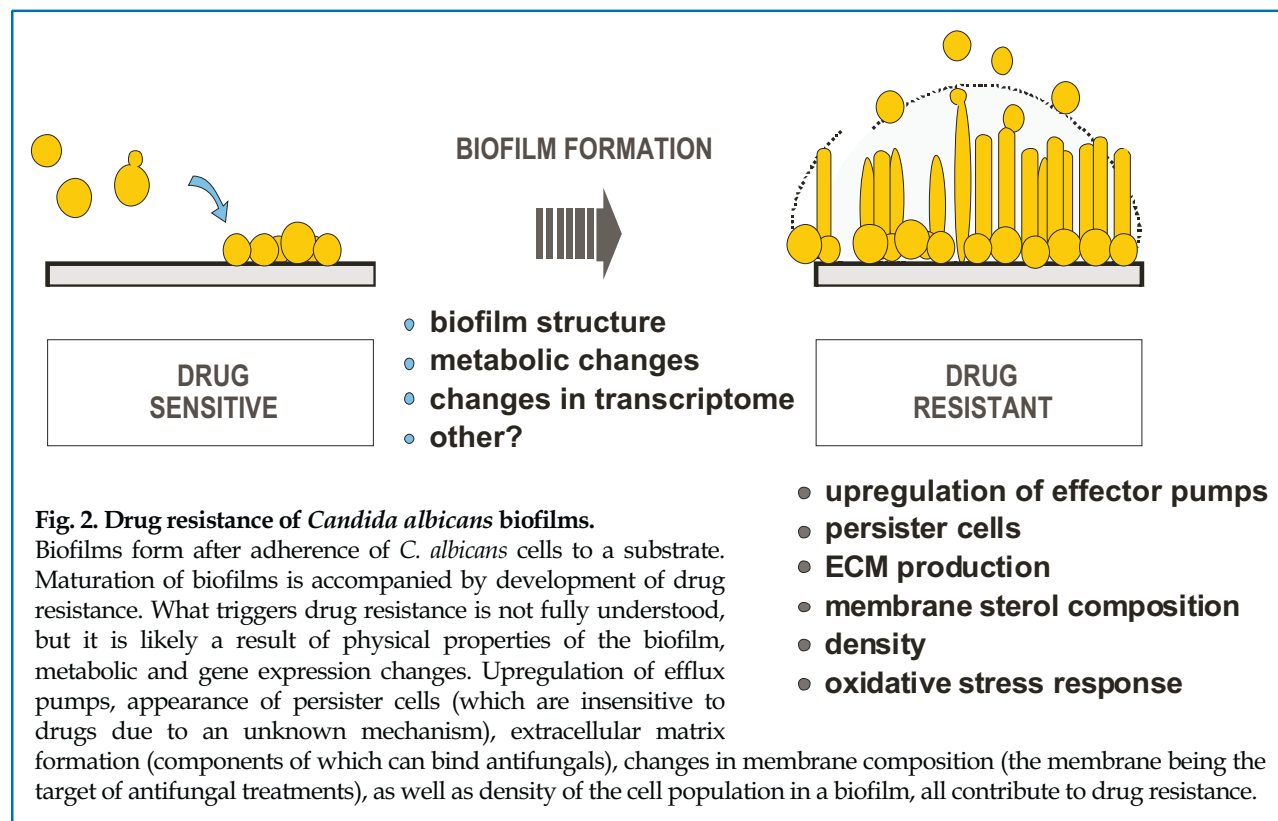 BIOFILM FORMATION
DRUG
SENSITIVE
• biofilm structure
• metabolic changes
• changes in transcriptome
• other?
DRUG
RESISTANT
• upregulation of effector pumps
• persister cells
• ECM production
• membrane sterol composition
• density
• oxidative stress response
Fig. 2. Drug resistance of Candida albicans biofilms.
Biofilms form after adherence of C. albicans cells to a substrate.
Maturation of biofilms is accompanied by development of drug
resistance. What triggers drug resistance is not fully understood,
but it is likely a result of physical properties of the biofilm,
metabolic and gene expression changes. Upregulation of efflux
pumps, appearance of persister cells (which are insensitive to
drugs due to an unknown mechanism), extracellular matrix
formation (components of which can bind antifungals), changes in membrane composition (the membrane being the
target of antifungal treatments), as well as density of the cell population in a biofilm, all contribute to drug resistance.